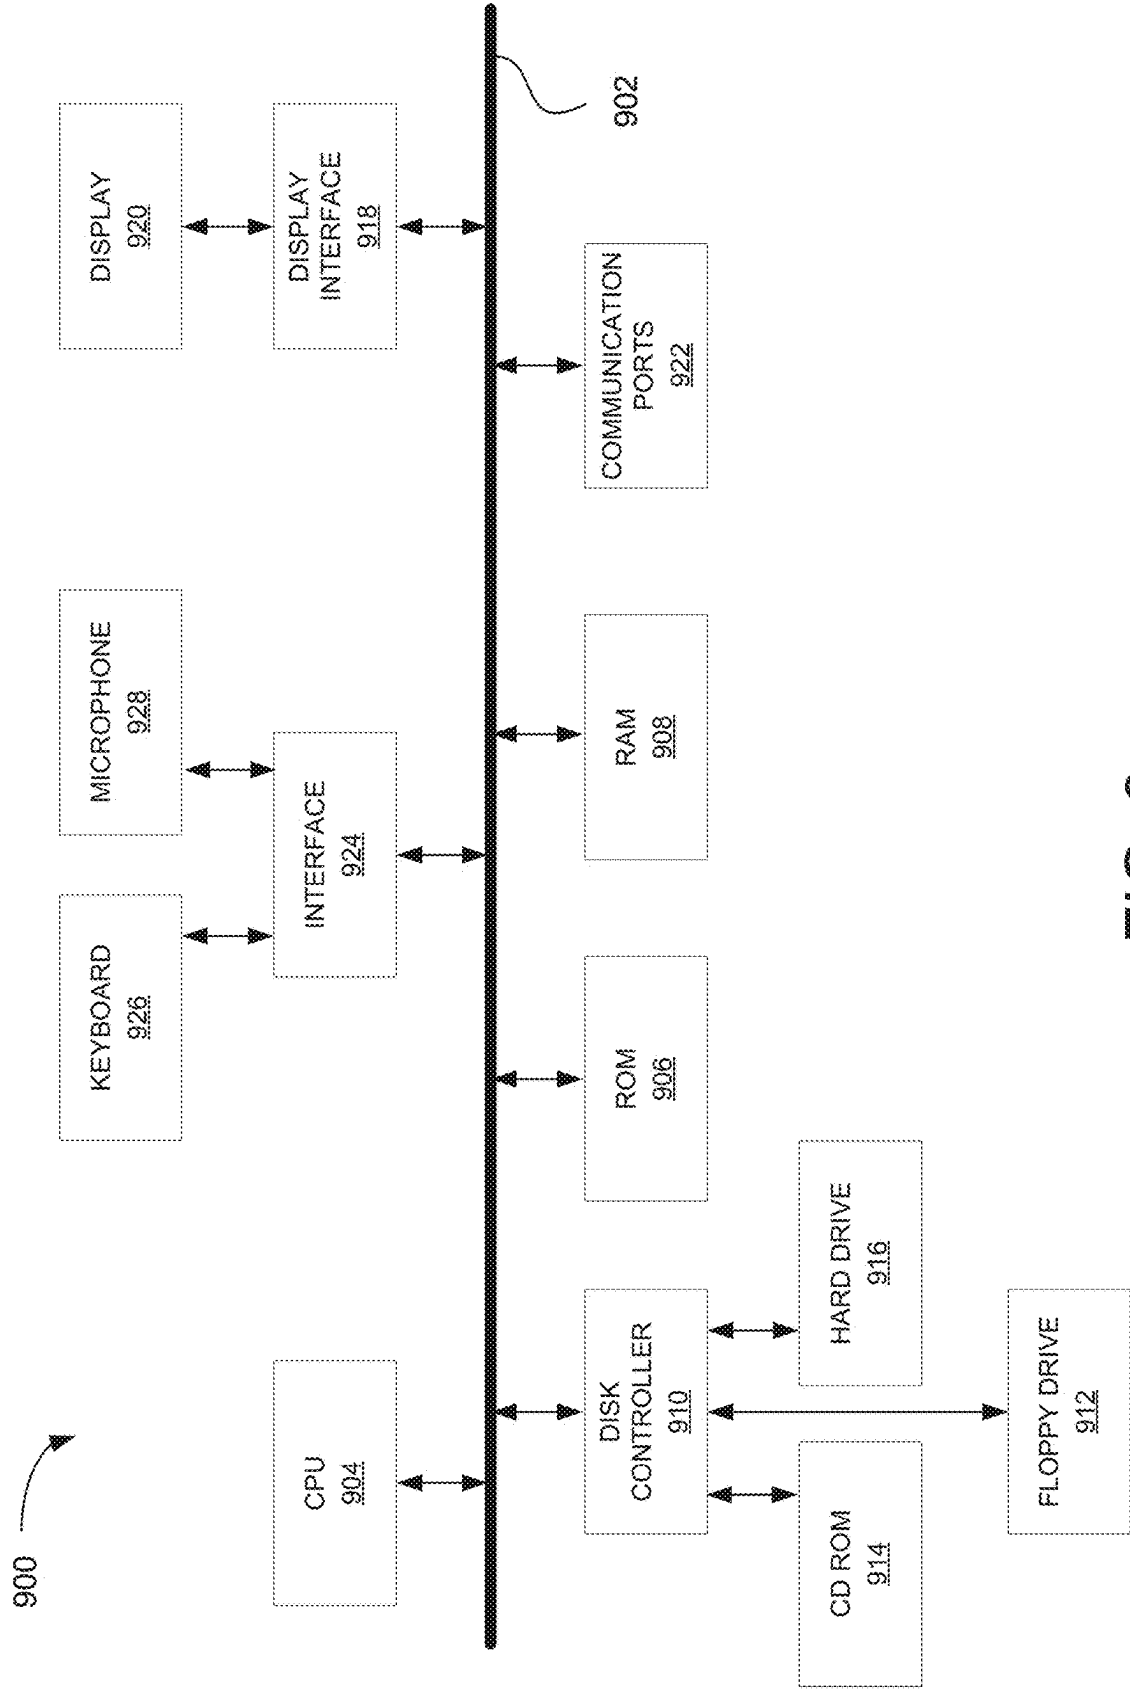 900
KEYBOARD
926
MICROPHONE
928
DISPLAY
920
CPU
904
INTERFACE
924
DISPLAY
INTERFACE
918
902
DISK
CONTROLLER
910
ROM
906
RAM
908
COMMUNICATION
PORTS
922
CD ROM
914
HARD DRIVE
916
FLOPPY DRIVE
912